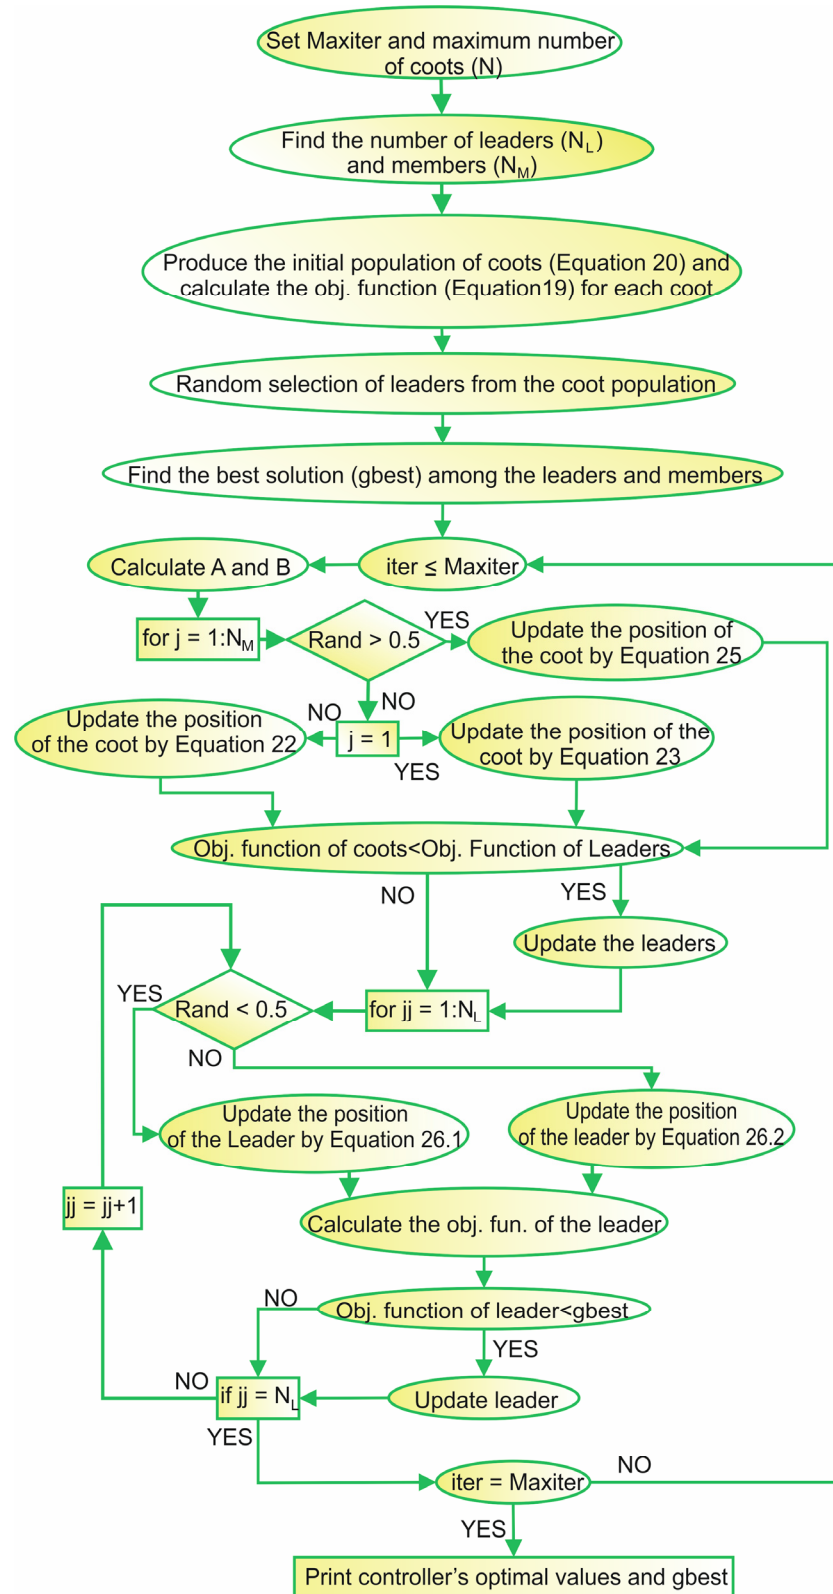 Set Maxiter and maximum number
of coots (N)
Find the number of leaders (N_L)
and members (N_M)
Produce the initial population of coots (Equation 20) and
calculate the obj. function (Equation19) for each coot
Random selection of leaders from the coot population
Find the best solution (gbest) among the leaders and members
Calculate A and B
iter ≤ Maxiter
for j = 1:N_M
Rand > 0.5
YES
Update the position of
the coot by Equation 25
NO
Update the position
of the coot by Equation 22
NO
j = 1
YES
Update the position of the
coot by Equation 23
Obj. function of coots<Obj. Function of Leaders
NO
YES
Update the leaders
YES
Rand < 0.5
for jj = 1:N_L
NO
Update the position
of the Leader by Equation 26.1
Update the position
of the leader by Equation 26.2
jj = jj+1
Calculate the obj. fun. of the leader
NO
Obj. function of leader<gbest
YES
NO
if jj = N_L
Update leader
YES
iter = Maxiter
NO
YES
Print controller's optimal values and gbest